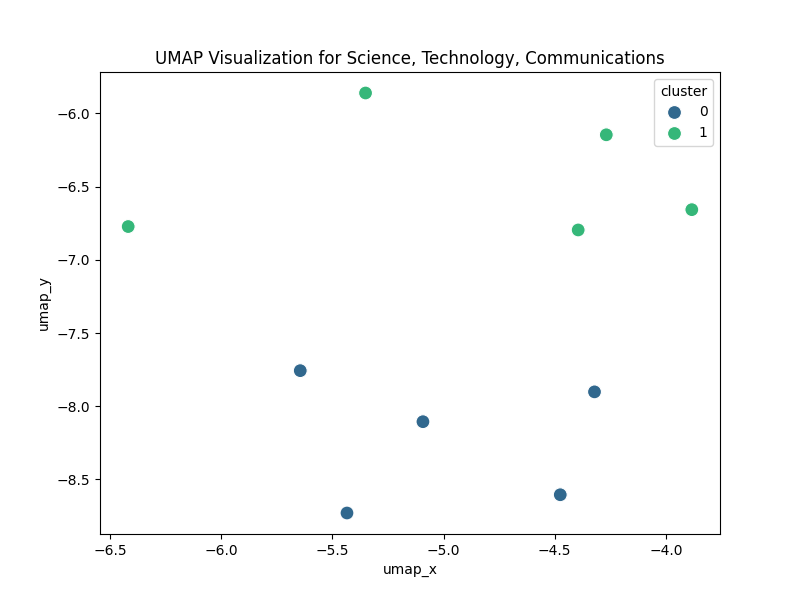 UMAP Visualization for Science, Technology, Communications
cluster
0
1
−6.0
−6.5
−7.0
−7.5
−8.0
−8.5
umap_y
−6.5 −6.0 −5.5 −5.0 −4.5 −4.0
umap_x